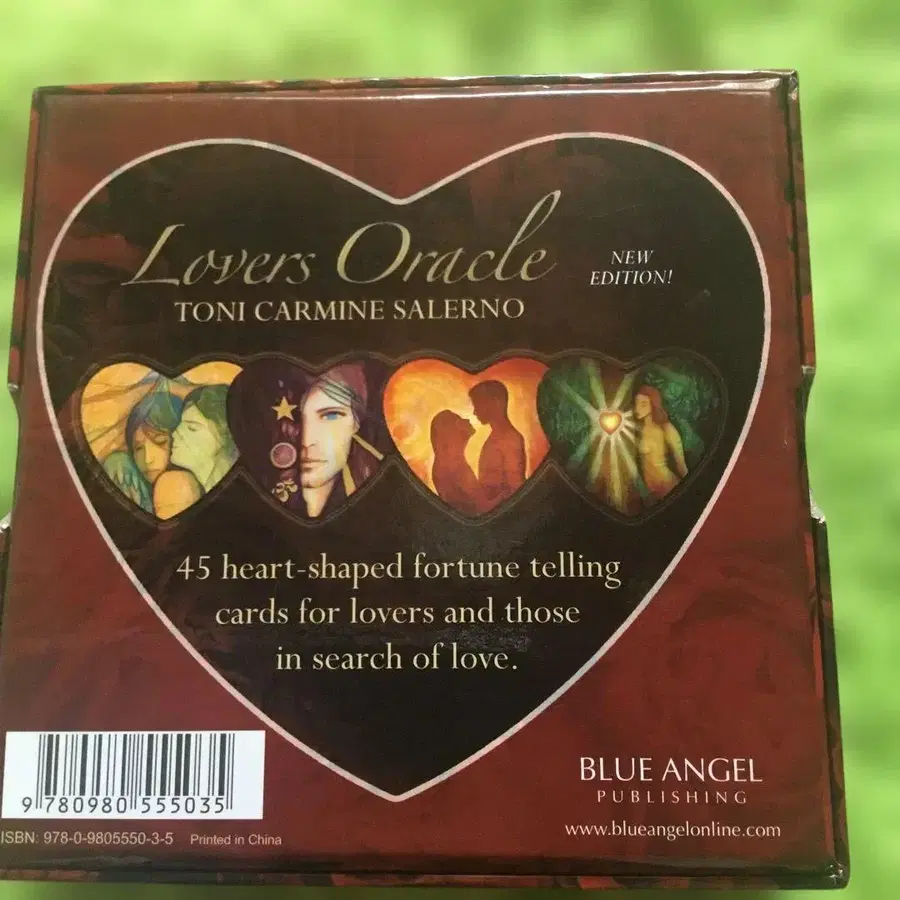 Lovers Oracle
TONI CARMINE SALERNO
NEW
EDITION!
45 heart-shaped fortune telling
cards for lovers and those
in search of love.
9 780980 555035
ISBN: 978-0-9805550-3-5 Printed in China
BLUE ANGEL
PUBLISHING
www.blueangelonline.com